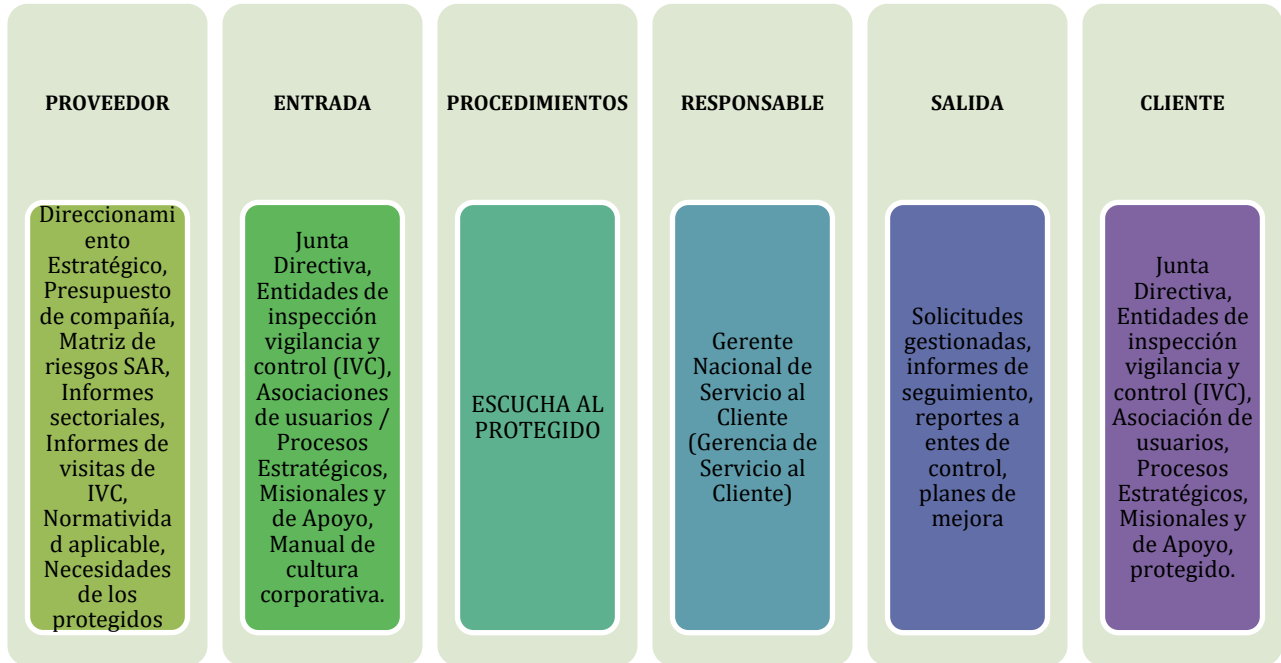 PROVEEDOR
Direccionami
ento
Estratégico,
Presupuesto
de compañía,
Matriz de
riesgos SAR,
Informes
sectoriales,
Informes de
visitas de
IVC,
Normativida
d aplicable,
Necesidades
de los
protegidos
ENTRADA
Junta
Directiva,
Entidades de
inspección
vigilancia y
control (IVC),
Asociaciones
de usuarios /
Procesos
Estratégicos,
Misionales y
de Apoyo,
Manual de
cultura
corporativa.
PROCEDIMIENTOS
ESCUCHA AL
PROTEGIDO
RESPONSABLE
Gerente
Nacional de
Servicio al
Cliente
(Gerencia de
Servicio al
Cliente)
SALIDA
Solicitudes
gestionadas,
informes de
seguimiento,
reportes a
entes de
control,
planes de
mejora
CLIENTE
Junta
Directiva,
Entidades de
inspección
vigilancia y
control (IVC),
Asociación de
usuarios,
Procesos
Estratégicos,
Misionales y
de Apoyo,
protegido.